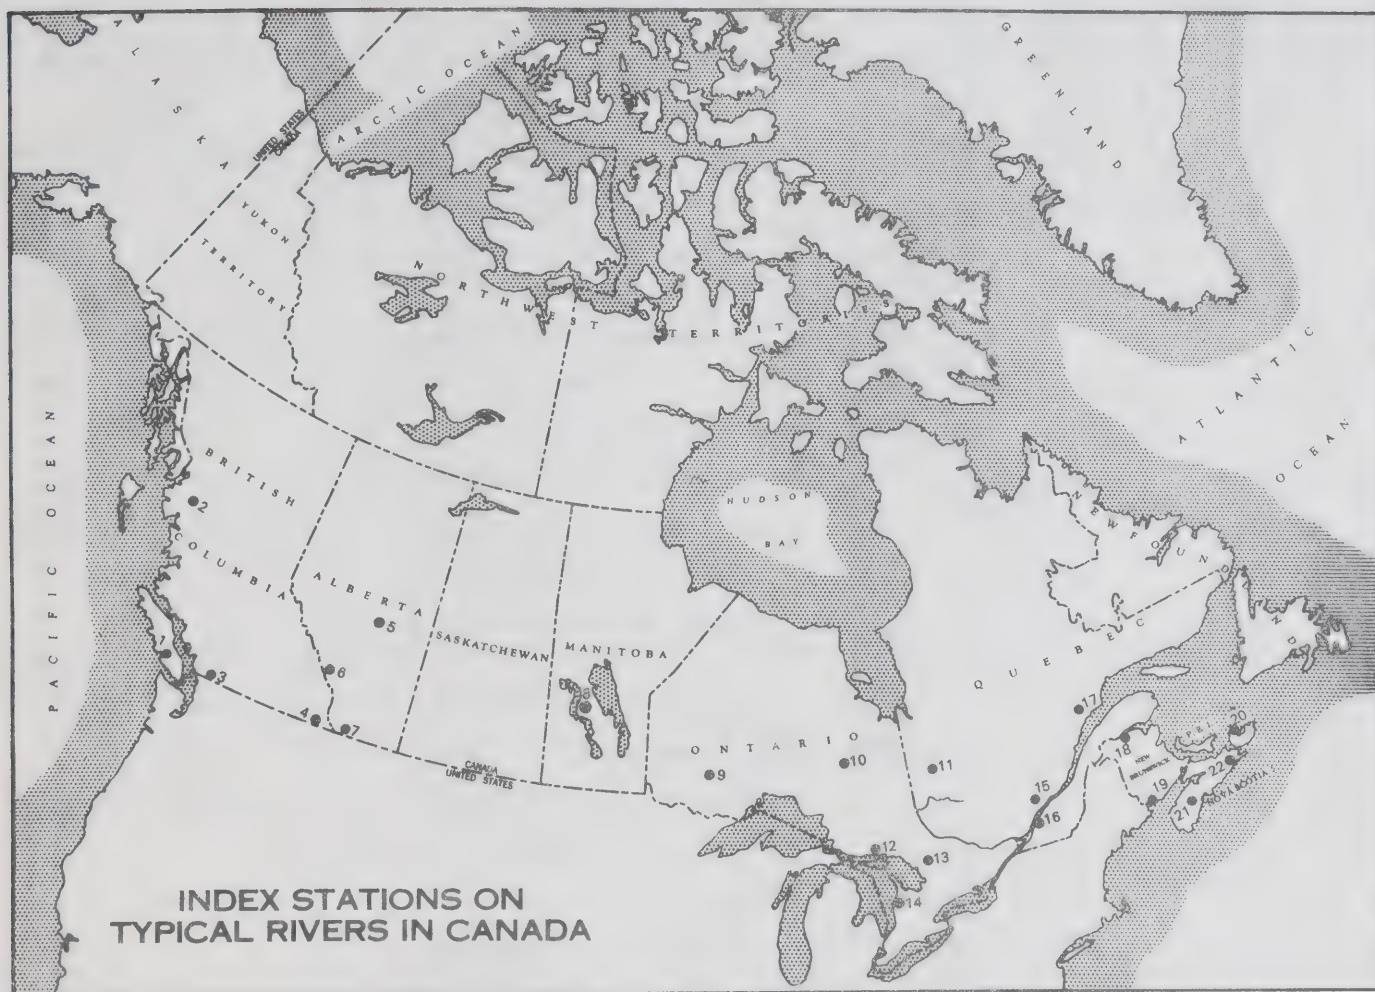 GREENLAND
ALASKA
ARCTIC OCEAN
UNITED STATES
CANADA
YUKON
TERRITORY
NORTHWEST TERRITORIES
ATLANTIC
OCEAN
PACIFIC OCEAN
BRITISH
COLUMBIA
HUDSON
BAY
NEWFOUNDLAND
ALBERTA
SASKATCHEWAN
MANITOBA
QUEBEC
ONTARIO
P.E.I.
NEW
BRUNSWICK
NOVA SCOTIA
CANADA
UNITED STATES
1
2
3
4
5
6
7
8
9
10
11
12
13
14
15
16
17
18
19
20
21
22
INDEX STATIONS ON
TYPICAL RIVERS IN CANADA